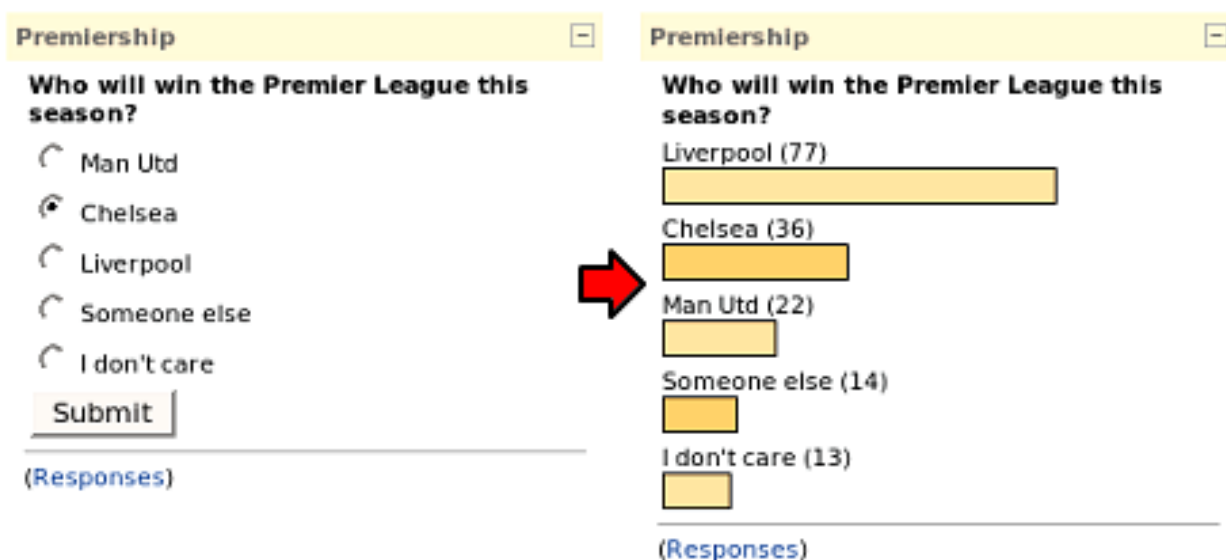 Premiership
Who will win the Premier League this
season?
Man Utd
Chelsea
Liverpool
Someone else
I don't care
Submit
(Responses)
Premiership
Who will win the Premier League this
season?
Liverpool (77)
Chelsea (36)
Man Utd (22)
Someone else (14)
I don't care (13)
(Responses)